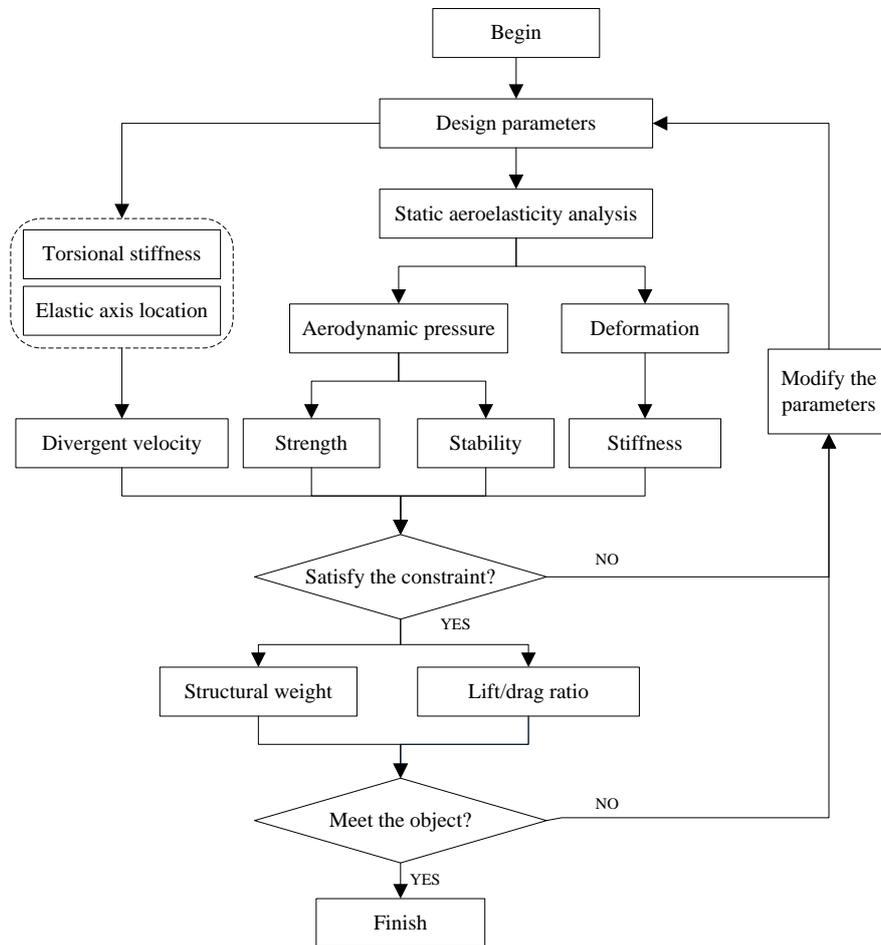 Begin
Design parameters
Static aeroelasticity analysis
Torsional stiffness
Elastic axis location
Aerodynamic pressure
Deformation
Modify the
parameters
Divergent velocity
Strength
Stability
Stiffness
Satisfy the constraint?
NO
YES
Structural weight
Lift/drag ratio
Meet the object?
NO
YES
Finish